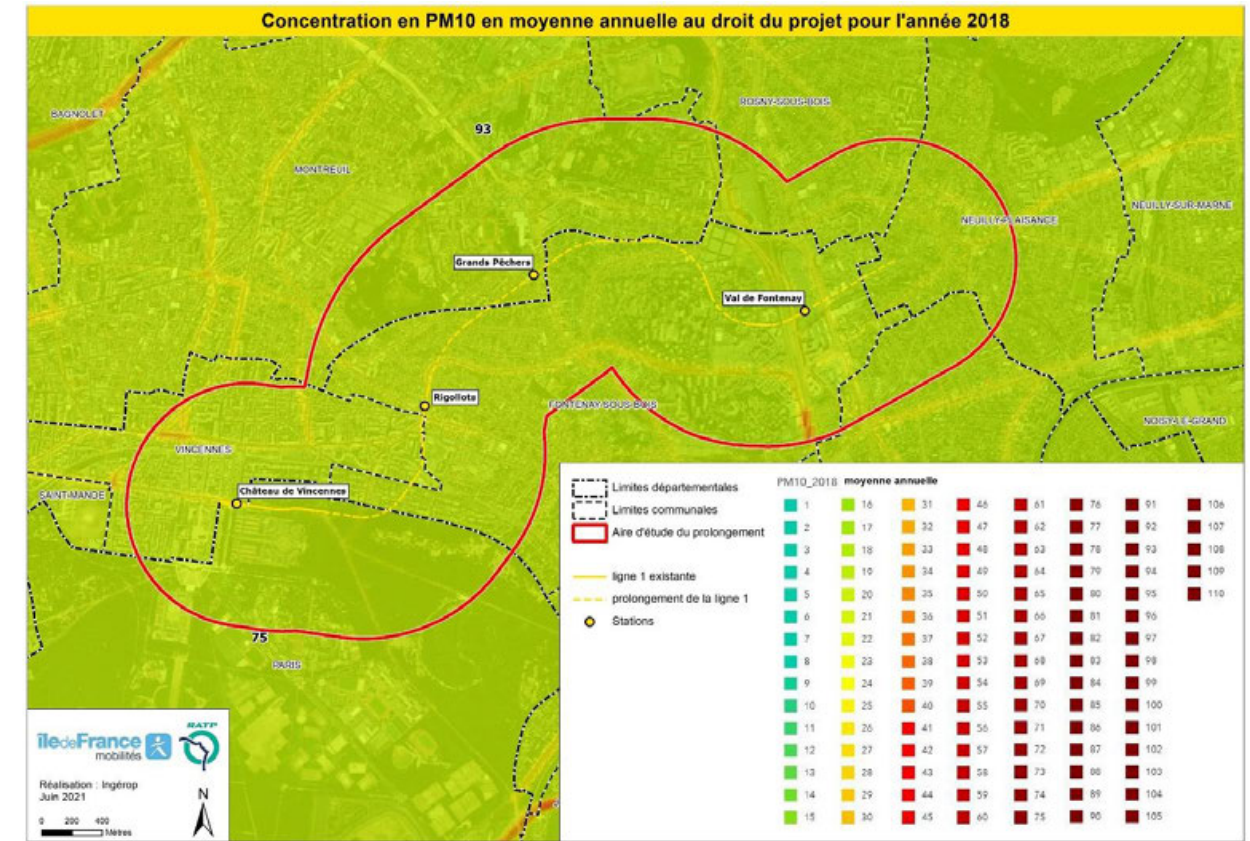 Concentration en PM10 en moyenne annuelle au droit du projet pour l'année 2018
BAGNOLET
ROSNY-SOUS-BOIS
93
MONTREUIL
NEUILLY-SUR-MARNE
NEUILLY-PLAISANCE
Grands Pêchers
Val de Fontenay
Rigollots
FONTENAY-SOUS-BOIS
NOISY-LE-GRAND
VINCENNES
SAINT-MANDE
Château de Vincennes
75
PARIS
Limites départementales
Limites communales
Aire d'étude du prolongement
ligne 1 existante
prolongement de la ligne 1
Stations
PM10_2018 moyenne annuelle
1 16 31 46 61 76 91 106
2 17 32 47 62 77 92 107
3 18 33 48 63 78 93 108
4 19 34 49 64 79 94 109
5 20 35 50 65 80 95 110
6 21 36 51 66 81 96
7 22 37 52 67 82 97
8 23 38 53 68 83 98
9 24 39 54 69 84 99
10 25 40 55 70 85 100
11 26 41 56 71 86 101
12 27 42 57 72 87 102
13 28 43 58 73 88 103
14 29 44 59 74 89 104
15 30 45 60 75 90 105
îledeFrance
mobilités
RATP
Réalisation : Ingérop
Juin 2021
N
0 200 400
Mètres